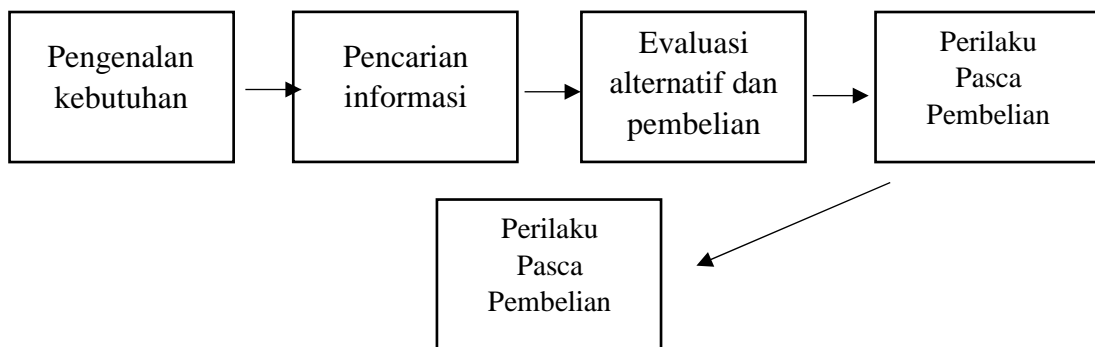 Pengenalan
kebutuhan
Pencarian
informasi
Evaluasi
alternatif dan
pembelian
Perilaku
Pasca
Pembelian
Perilaku
Pasca
Pembelian